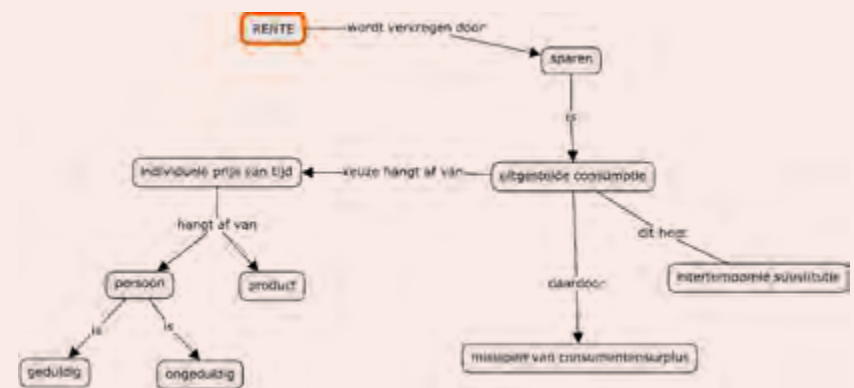 RENTE
wordt verkregen door
sparen
is
uitgestelde consumptie
keuze hangt af van
individuele prijs van tijd
hangt af van
persoon
product
is
is
geduldig
ongeduldig
dit heet
intertemporele substitutie
daardoor
mislopen van consumentensurplus